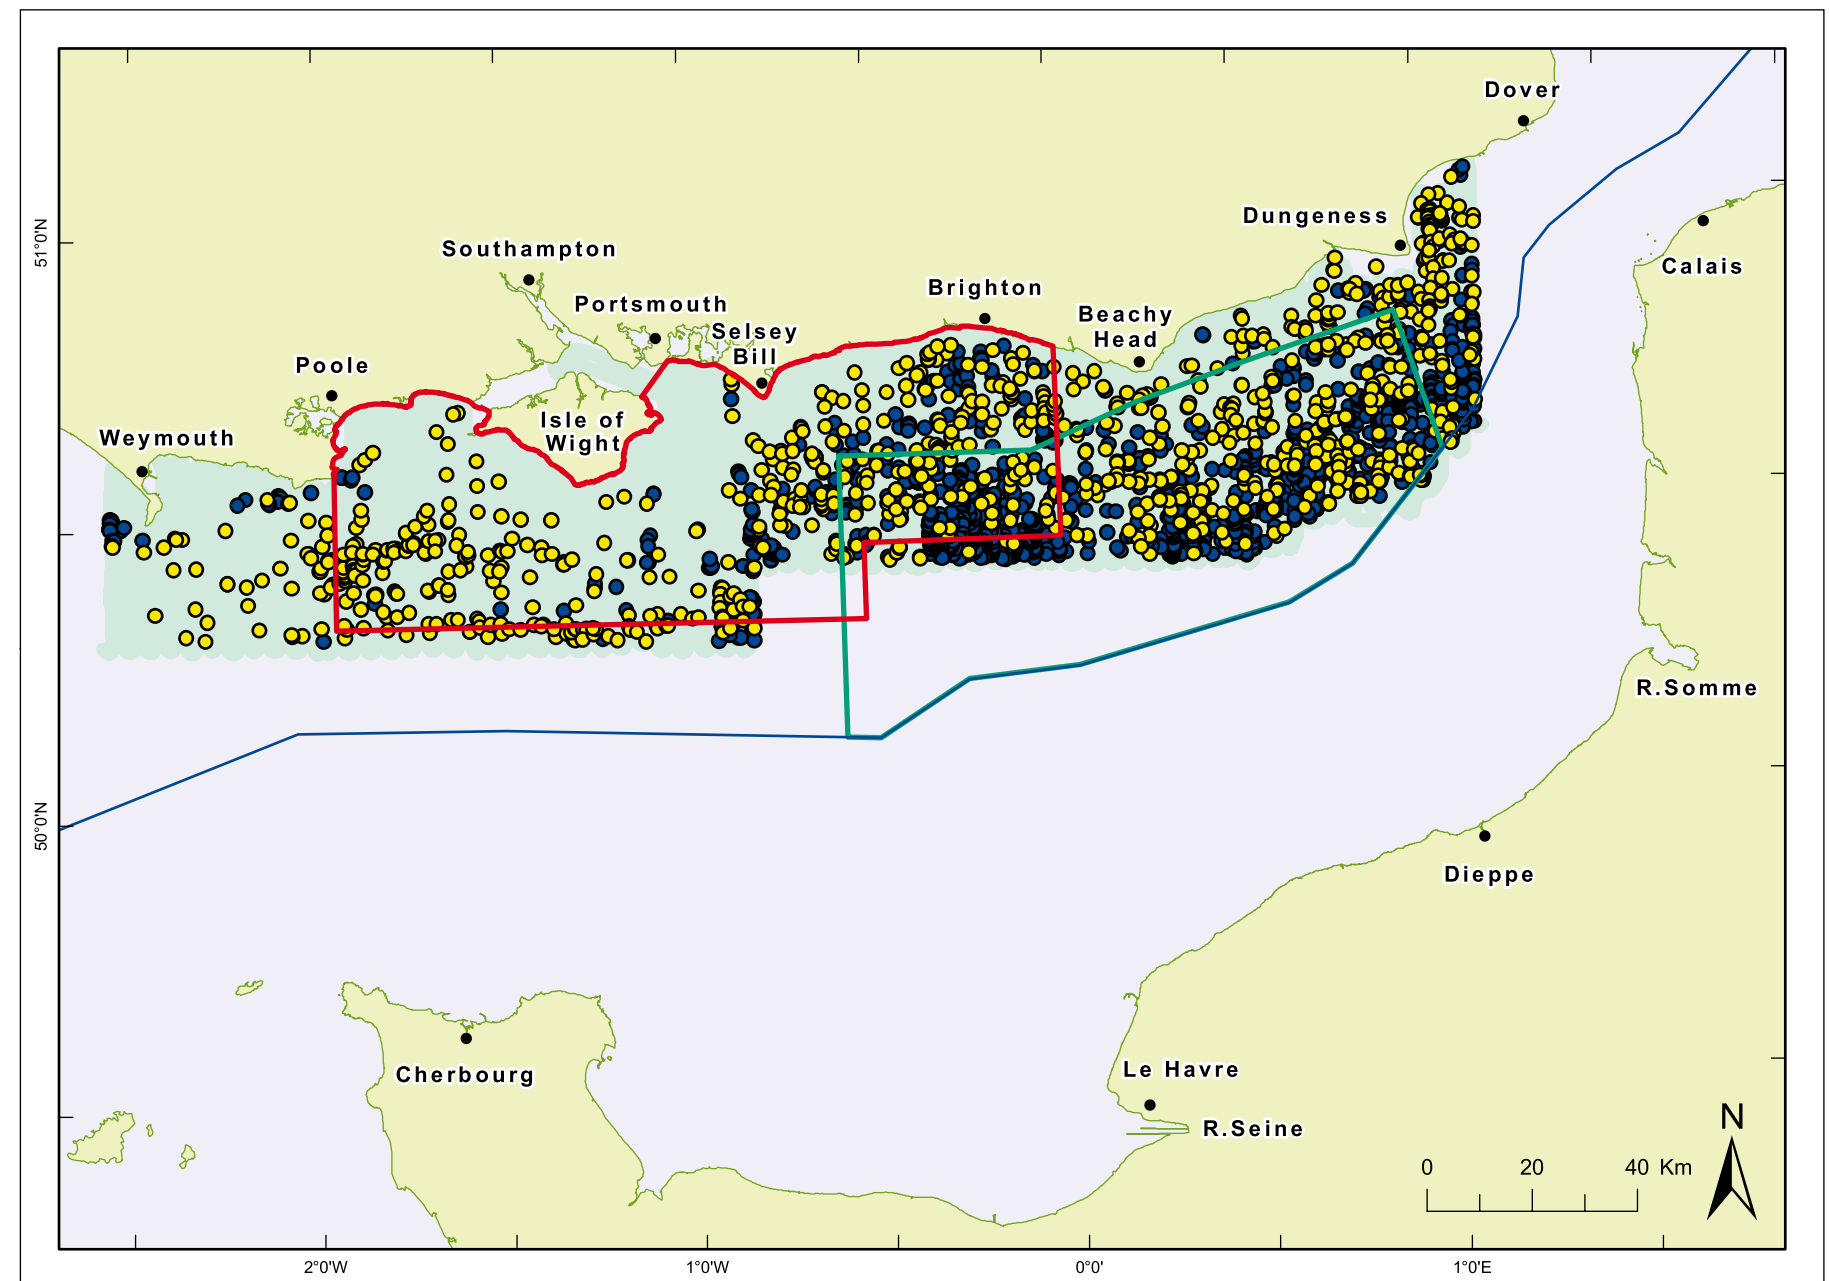 Dover
Dungeness
51°0'N
Southampton
Calais
Brighton
Portsmouth
Beachy
Head
Selsey
Bill
Poole
Isle of
Wight
Weymouth
R.Somme
50°0'N
Dieppe
Le Havre
Cherbourg
R.Seine
N
0 20 40 Km
2°0'W 1°0'W 0°0' 1°0'E